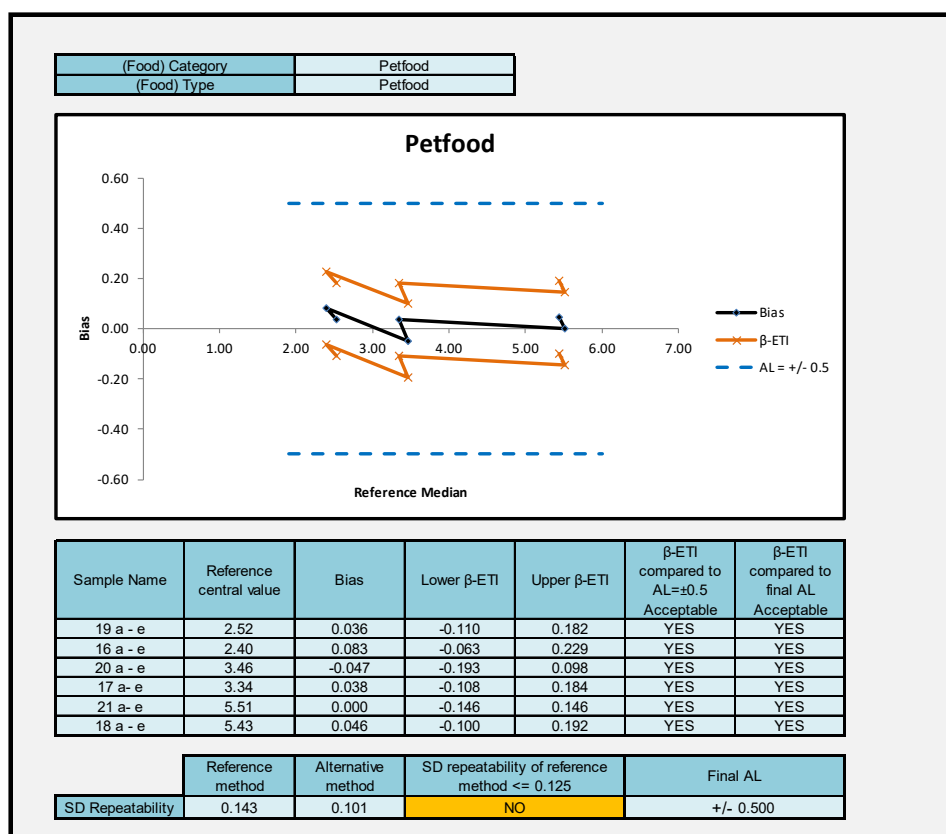 (Food) Category Petfood
(Food) Type Petfood
Petfood
0.60
0.40
0.20
0.00
-0.20
-0.40
-0.60
Bias
0.00 1.00 2.00 3.00 4.00 5.00 6.00 7.00
Reference Median
Bias
β-ETI
AL = +/- 0.5
Sample Name Reference central value Bias Lower β-ETI Upper β-ETI β-ETI compared to AL=±0.5 Acceptable β-ETI compared to final AL Acceptable
19 a - e 2.52 0.036 -0.110 0.182 YES YES
16 a - e 2.40 0.083 -0.063 0.229 YES YES
20 a - e 3.46 -0.047 -0.193 0.098 YES YES
17 a- e 3.34 0.038 -0.108 0.184 YES YES
21 a- e 5.51 0.000 -0.146 0.146 YES YES
18 a - e 5.43 0.046 -0.100 0.192 YES YES
Reference method Alternative method SD repeatability of reference method <= 0.125 Final AL
SD Repeatability 0.143 0.101 NO +/- 0.500